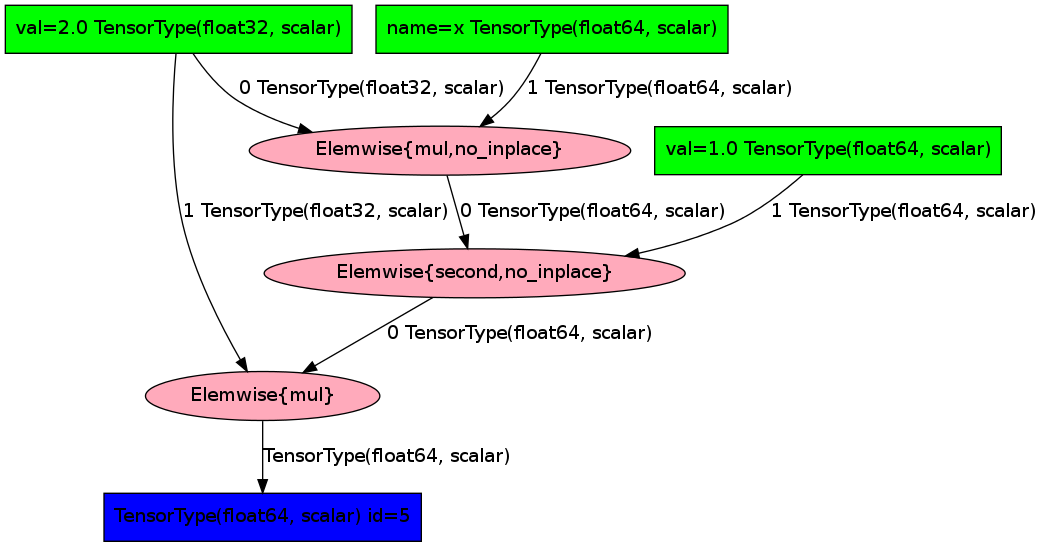 val=2.0 TensorType(float32, scalar)
name=x TensorType(float64, scalar)
0 TensorType(float32, scalar)
1 TensorType(float64, scalar)
Elemwise{mul,no_inplace}
val=1.0 TensorType(float64, scalar)
1 TensorType(float32, scalar)
0 TensorType(float64, scalar)
1 TensorType(float64, scalar)
Elemwise{second,no_inplace}
0 TensorType(float64, scalar)
Elemwise{mul}
TensorType(float64, scalar)
TensorType(float64, scalar) id=5